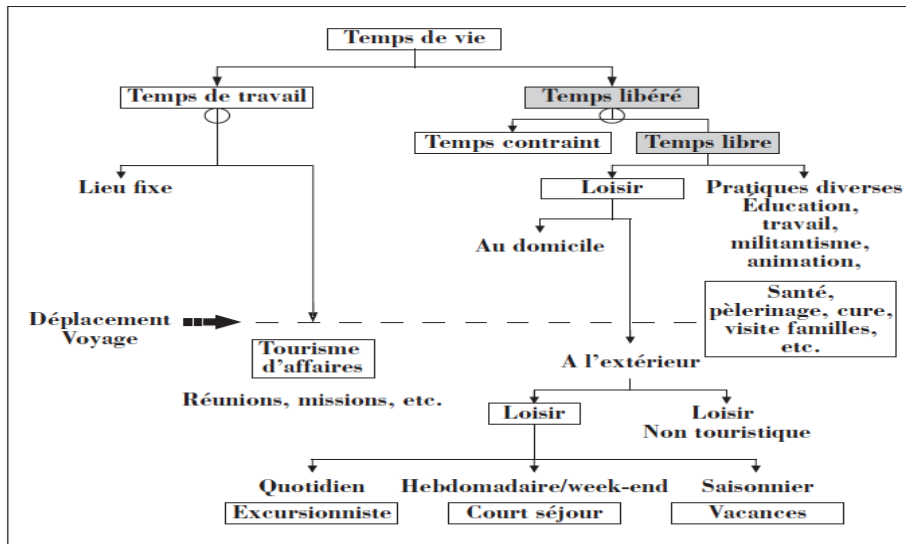 Temps de vie
Temps de travail
Temps libéré
Temps contraint
Temps libre
Lieu fixe
Loisir
Pratiques diverses
Éducation,
travail,
militantisme,
animation,
Au domicile
Santé,
pèlerinage, cure,
visite familles,
etc.
Déplacement
Voyage
Tourisme
d'affaires
A l'extérieur
Réunions, missions, etc.
Loisir
Loisir
Non touristique
Quotidien
Hebdomadaire/week-end
Saisonnier
Excursionniste
Court séjour
Vacances